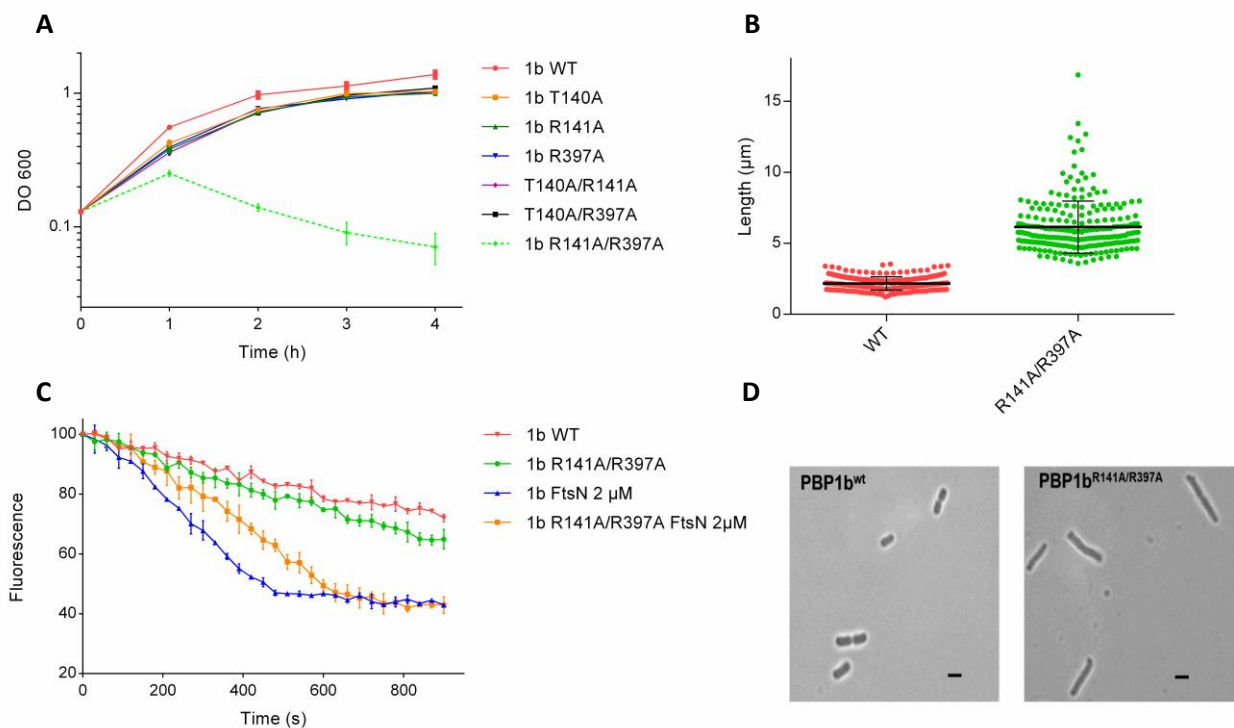 A
DO 600
1
0.1
0
1
2
3
4
Time (h)
1b WT
1b T140A
1b R141A
1b R397A
T140A/R141A
T140A/R397A
1b R141A/R397A
B
Length (µm)
15
10
5
0
WT
R141A/R397A
C
Fluorescence
100
80
60
40
20
0
200
400
600
800
Time (s)
1b WT
1b R141A/R397A
1b FtsN 2 µM
1b R141A/R397A FtsN 2µM
D
PBP1bwt
PBP1bR141A/R397A